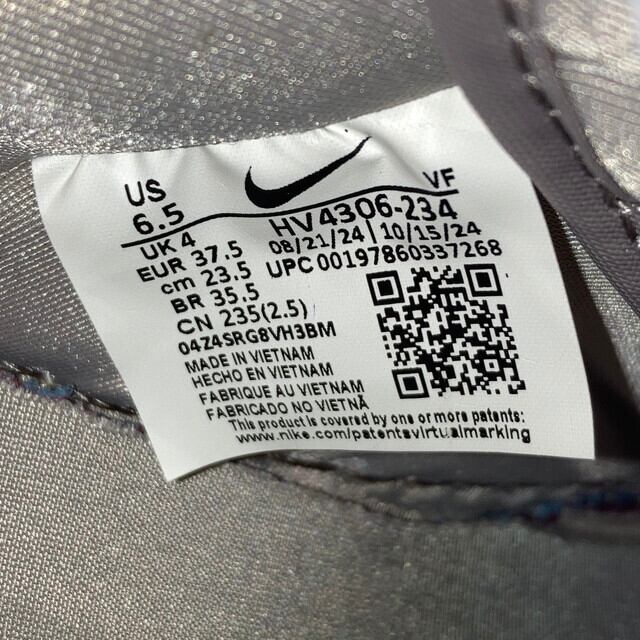 US
6.5
VF
UK 4
EUR 37.5
cm 23.5
BR 35.5
CN 235(2.5)
HV4306-234
08/21/24 | 10/15/24
UPC 00197860337268
04Z4SRG8VH3BM
MADE IN VIETNAM
HECHO EN VIETNAM
FABRIQUE AU VIETNAM
FABRICADO NO VIETNÃ
This product is covered by one or more patents:
www.nike.com/patentsvirtualmarking